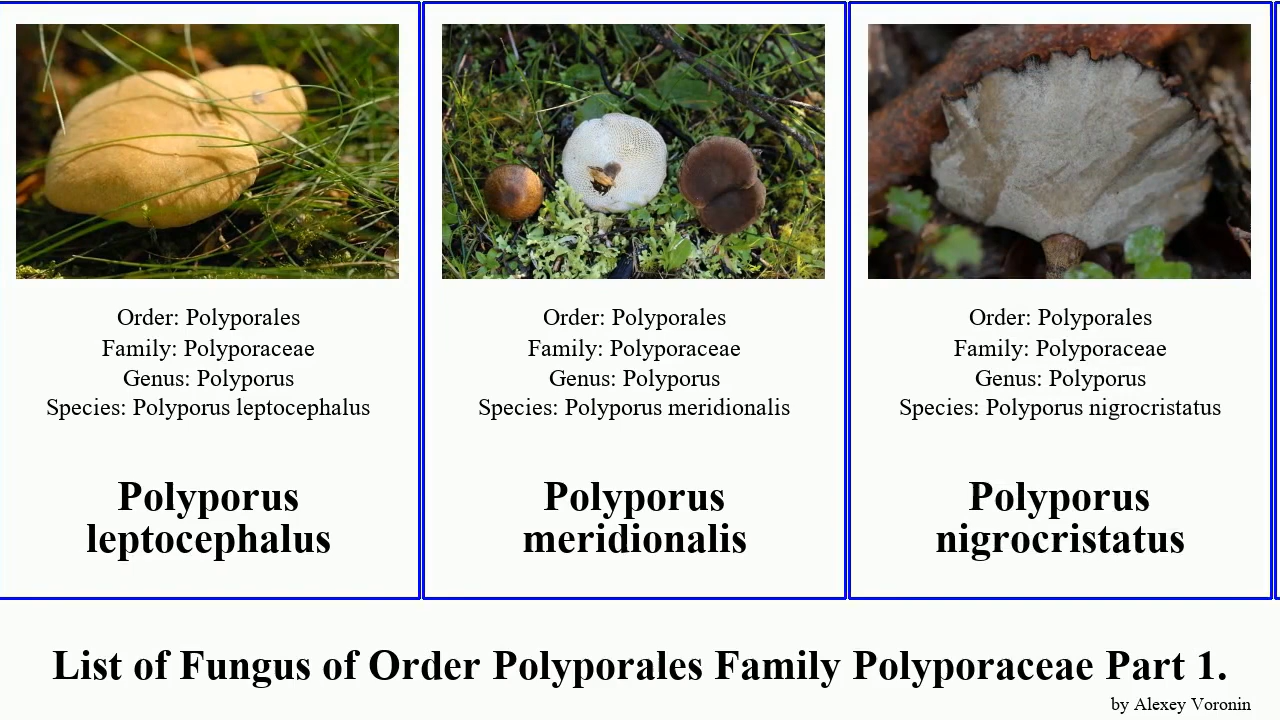 Order: Polyporales
Family: Polyporaceae
Genus: Polyporus
Species: Polyporus leptocephalus
Polyporus
leptocephalus
Order: Polyporales
Family: Polyporaceae
Genus: Polyporus
Species: Polyporus meridionalis
Polyporus
meridionalis
Order: Polyporales
Family: Polyporaceae
Genus: Polyporus
Species: Polyporus nigrocristatus
Polyporus
nigrocristatus
List of Fungus of Order Polyporales Family Polyporaceae Part 1.
by Alexey Voronin